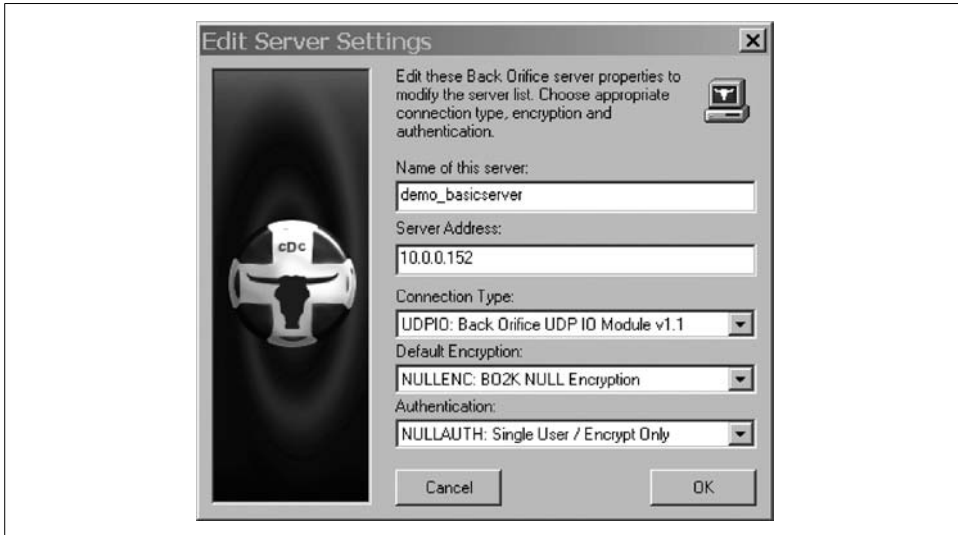 Edit Server Settings
Edit these Back Orifice server properties to
modify the server list. Choose appropriate
connection type, encryption and
authentication.
Name of this server:
demo_basicserver
Server Address:
10.0.0.152
cDc
Connection Type:
UDPIO: Back Orifice UDP IO Module v1.1
Default Encryption:
NULLENC: BO2K NULL Encryption
Authentication:
NULLAUTH: Single User / Encrypt Only
Cancel
OK